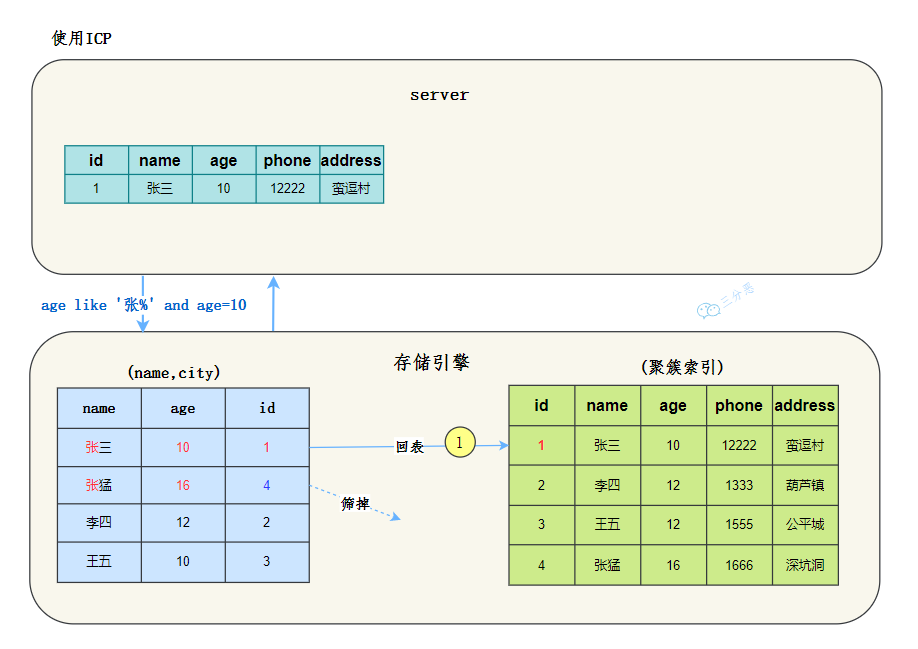 使用ICP
server
id name age phone address
1 张三 10 12222 蛮逗村
age like '张%' and age=10
三分恶
存储引擎
(name,city)
(聚簇索引)
name age id
张三 10 1
张猛 16 4
李四 12 2
王五 10 3
回表 1
筛掉
id name age phone address
1 张三 10 12222 蛮逗村
2 李四 12 1333 葫芦镇
3 王五 12 1555 公平城
4 张猛 16 1666 深坑洞